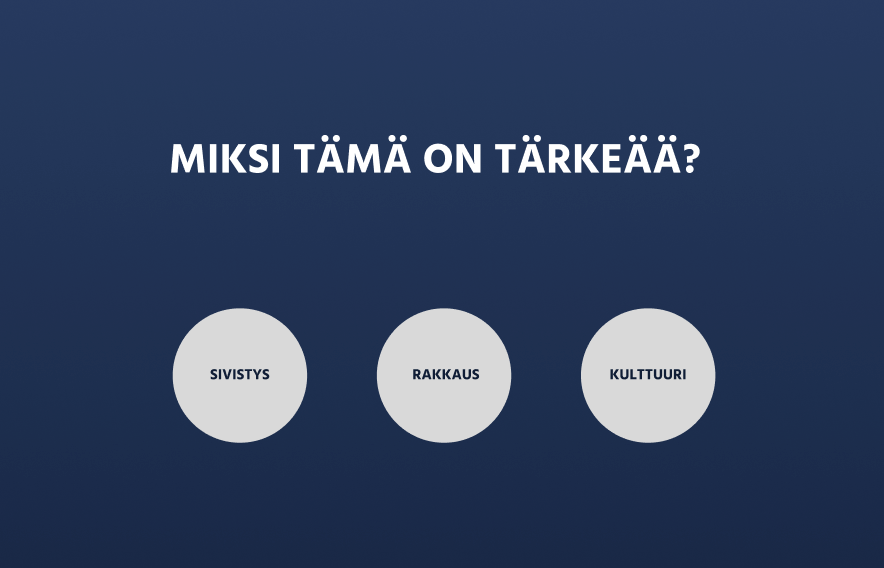 MIKSI TÄMÄ ON TÄRKEÄÄ?
SIVISTYS
RAKKAUS
KULTTUURI